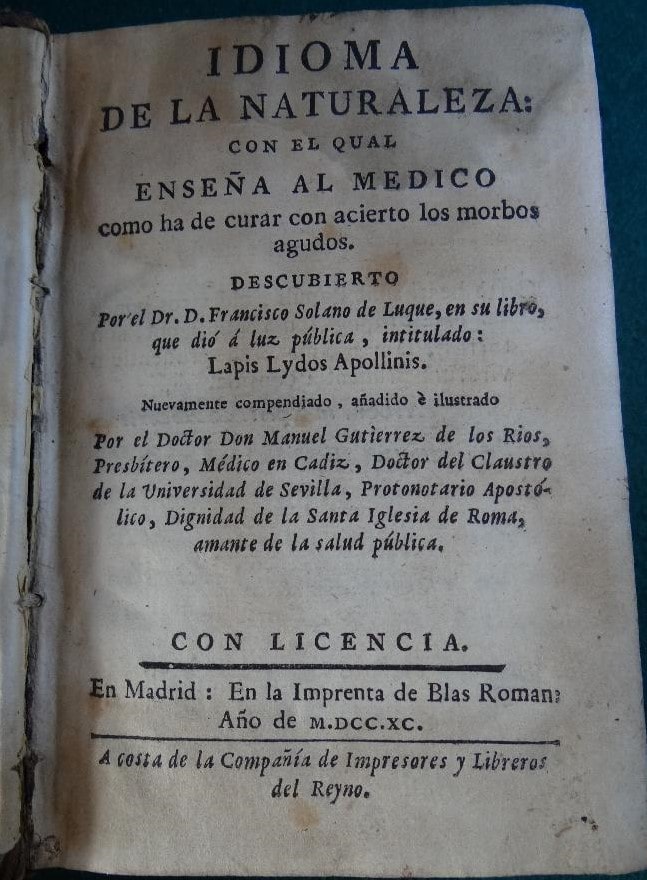 IDIOMA
DE LA NATURALEZA:
CON EL QUAL
ENSEÑA AL MEDICO
como ha de curar con acierto los morbos
agudos.
DESCUBIERTO
Por el Dr. D. Francisco Solano de Luque, en su libro,
que dió á luz pública, intitulado:
Lapis Lydos Apollinis.
Nuevamente compendiado, añadido è ilustrado
Por el Doctor Don Manuel Gutierrez de los Rios,
Presbítero, Médico en Cadiz, Doctor del Claustro
de la Universidad de Sevilla, Protonotario Apostó-
lico, Dignidad de la Santa Iglesia de Roma,
amante de la salud pública.
CON LICENCIA.
En Madrid: En la Imprenta de Blas Roman:
Año de M.DCC.XC.
A costa de la Compañía de Impresores y Libreros
del Reyno.